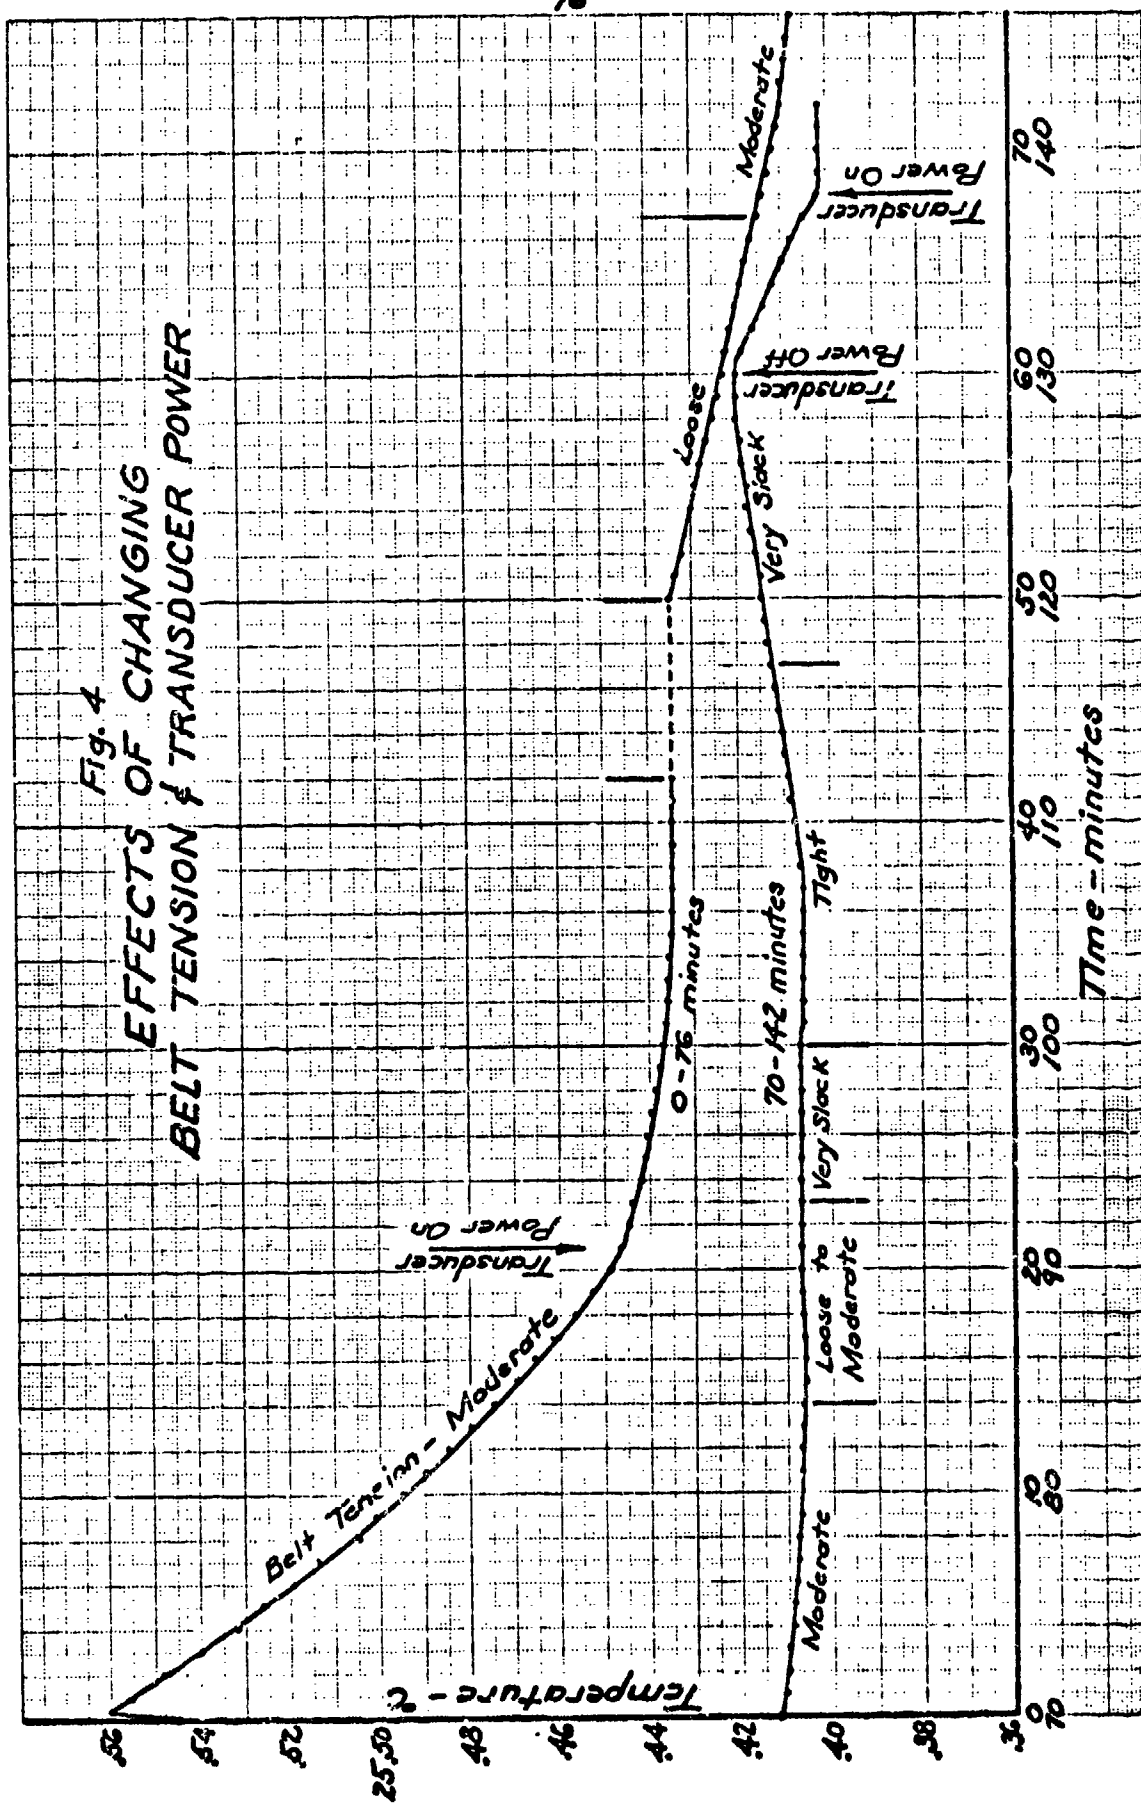 Fig. 4
EFFECTS OF CHANGING
BELT TENSION & TRANSDUCER POWER
Temperature - °C
.56
.54
.52
25.50
.48
.46
.44
.42
.40
.38
.36
Belt Tension - Moderate
Transducer
Power On
0-76 minutes
Loose
Moderate
70-142 minutes
Moderate
Loose to
Moderate
Very Slack
Tight
Very Slack
Transducer
Power Off
Transducer
Power On
0 10 20 30 40 50 60 70
70 80 90 100 110 120 130 140
Time - minutes